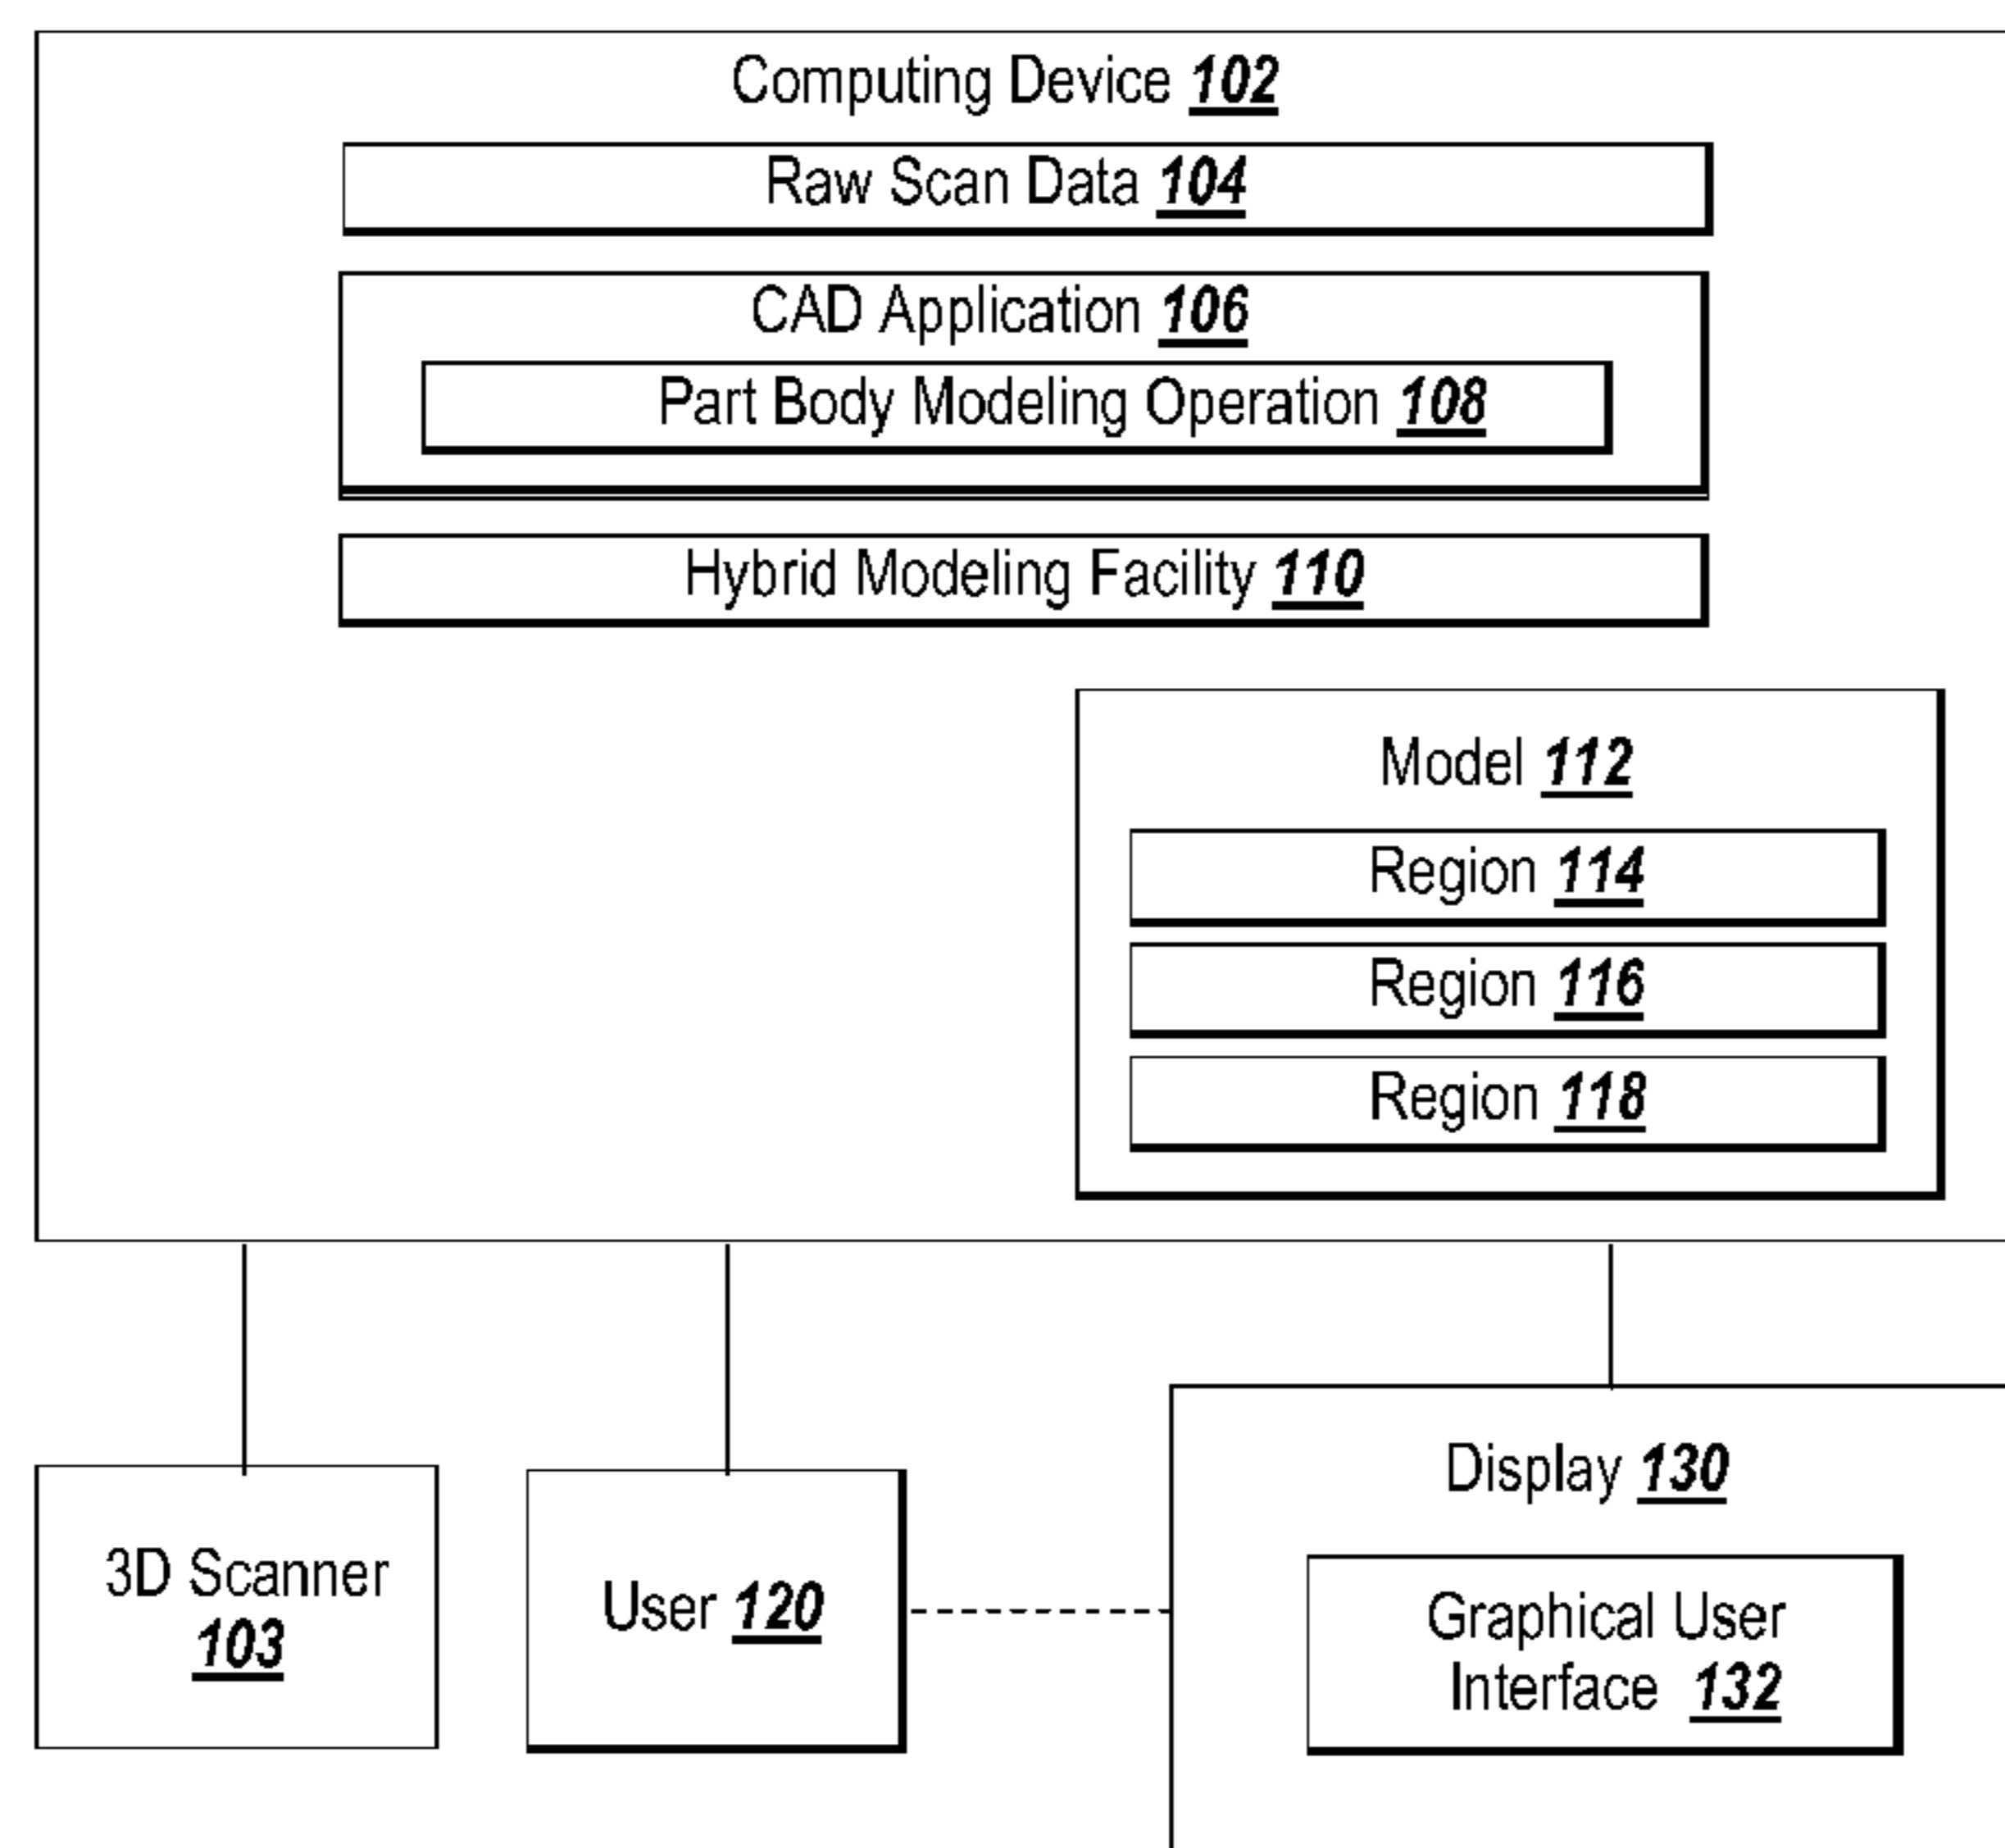 Computing Device 102
Raw Scan Data 104
CAD Application 106
Part Body Modeling Operation 108
Hybrid Modeling Facility 110
Model 112
Region 114
Region 116
Region 118
3D Scanner
103
User 120
Display 130
Graphical User
Interface 132